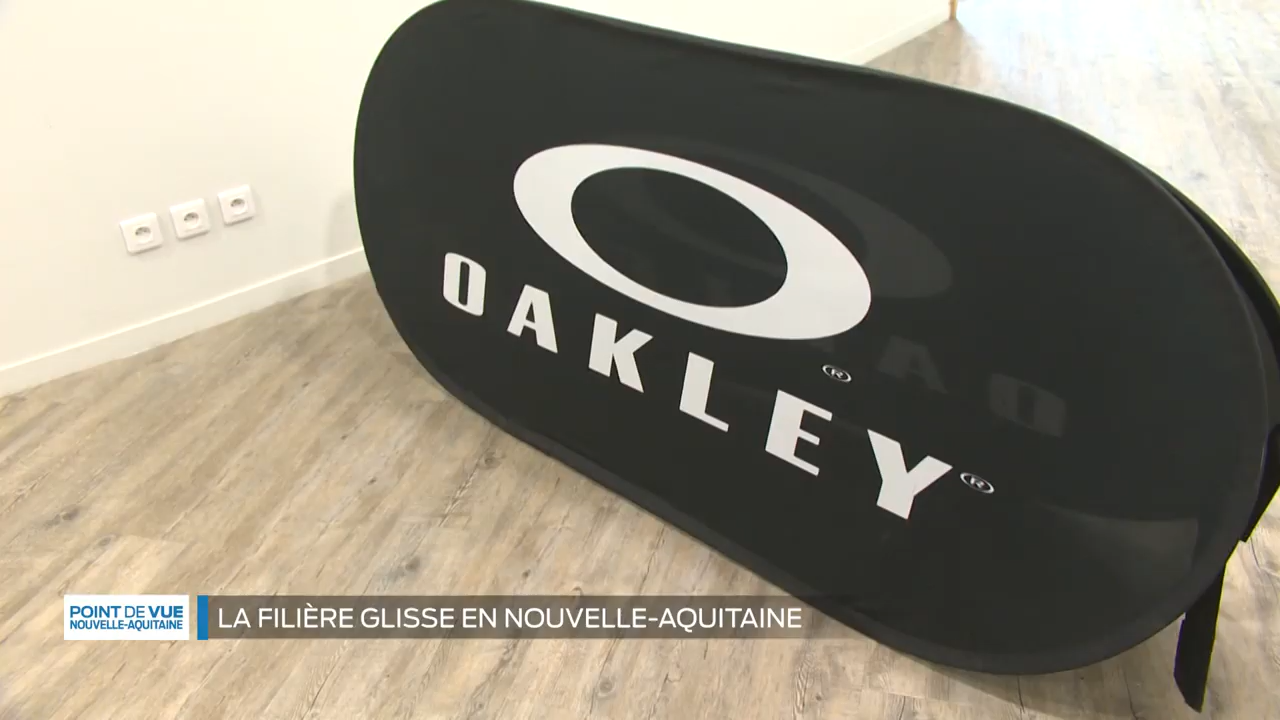 OAKLEY®
®
POINT DE VUE
NOUVELLE-AQUITAINE
LA FILIÈRE GLISSE EN NOUVELLE-AQUITAINE